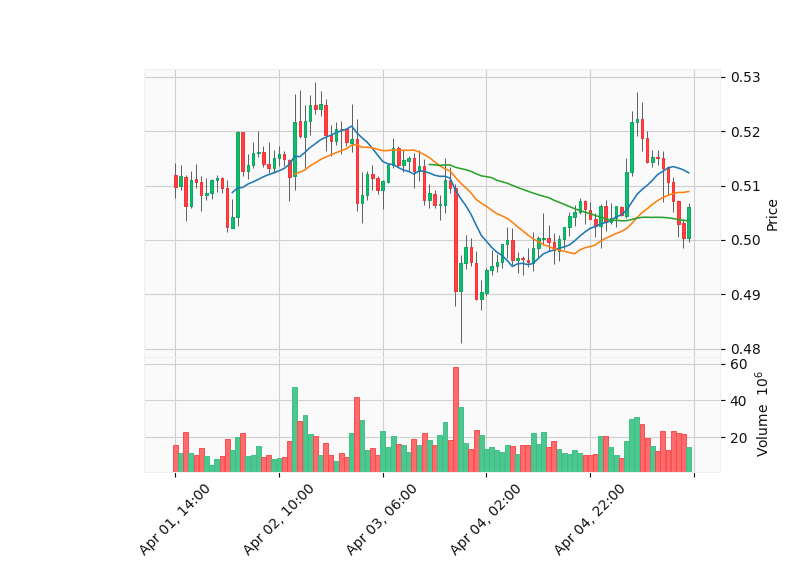 0.53
0.52
0.51
0.50
0.49
0.48
Price
60
40
20
Volume 10^6
Apr 01, 14:00
Apr 02, 10:00
Apr 03, 06:00
Apr 04, 02:00
Apr 04, 22:00